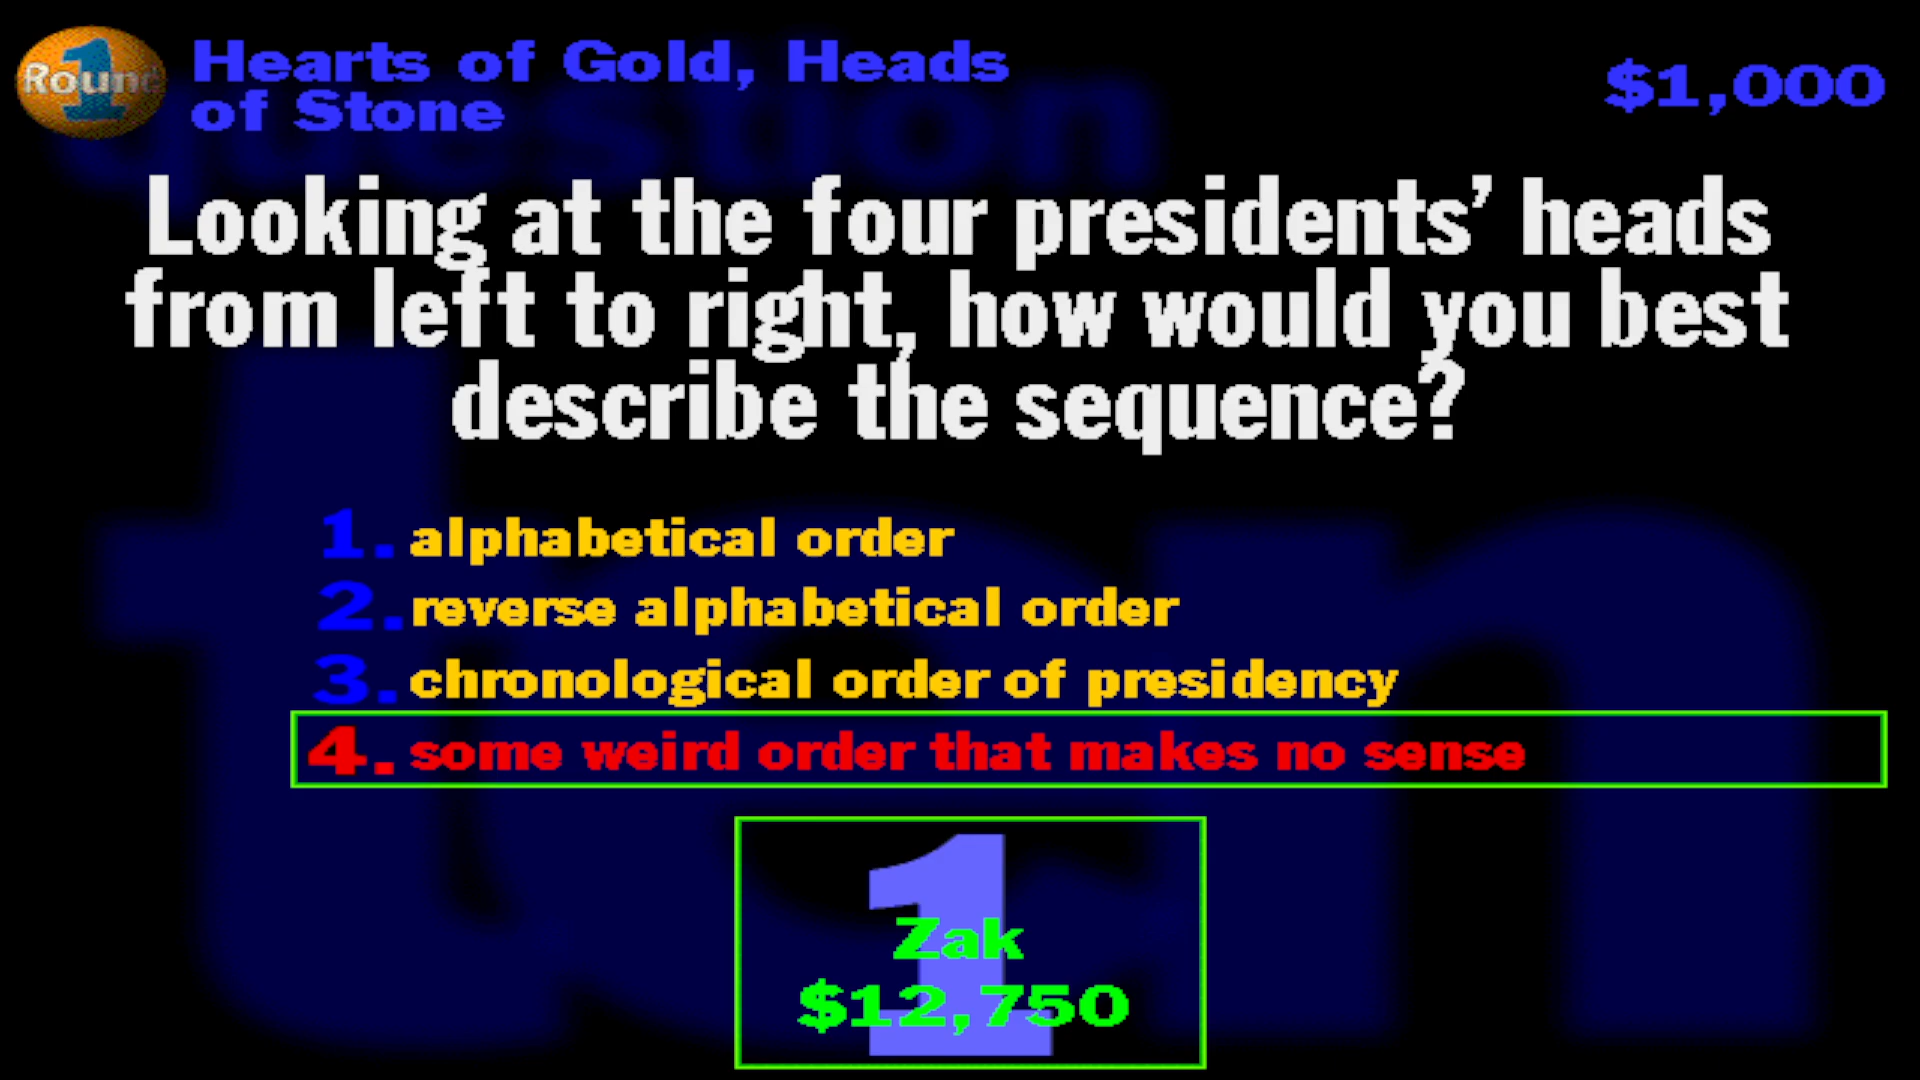 Round 1
Hearts of Gold, Heads
of Stone
$1,000
question
Looking at the four presidents’ heads
from left to right, how would you best
describe the sequence?
1. alphabetical order
2. reverse alphabetical order
3. chronological order of presidency
4. some weird order that makes no sense
ten
1
Zak
$12,750